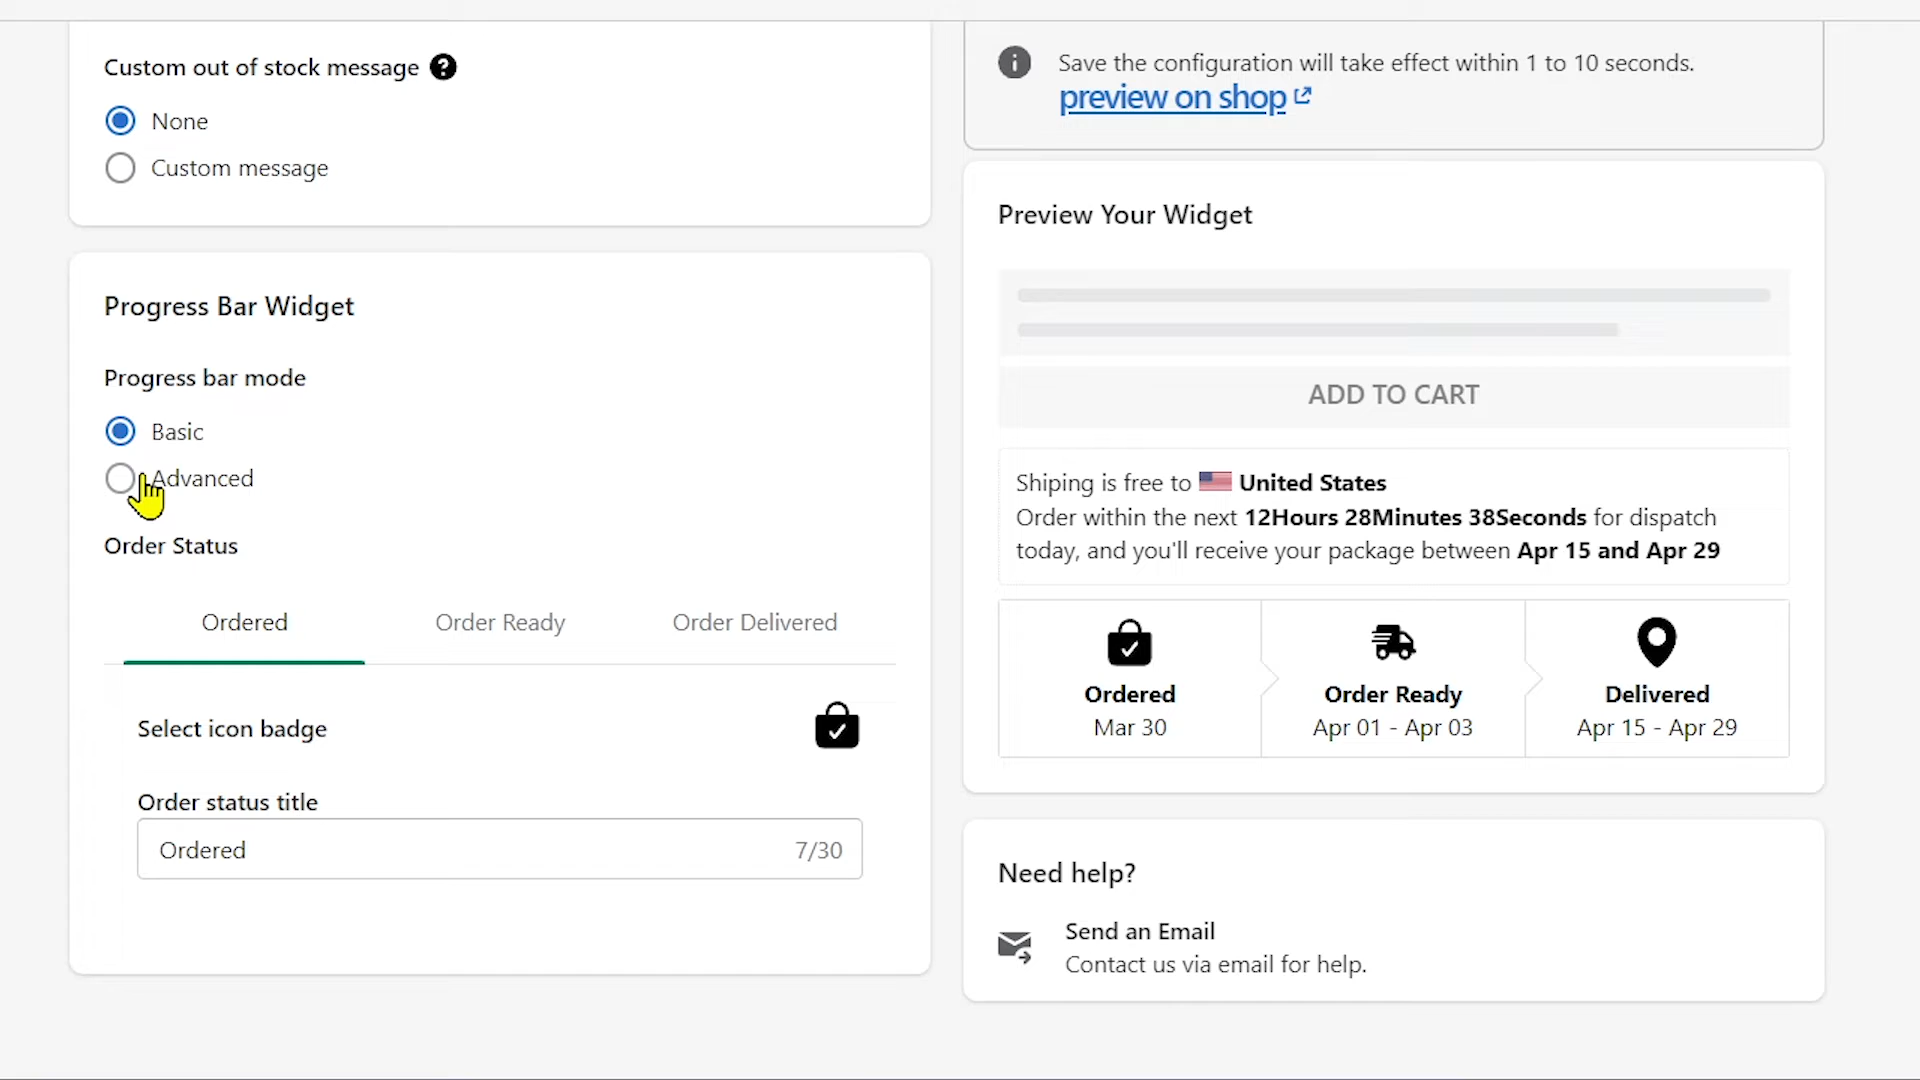 Custom out of stock message ?
None
Custom message
Progress Bar Widget
Progress bar mode
Basic
Advanced
Order Status
Ordered
Order Ready
Order Delivered
Select icon badge
Order status title
Ordered
7/30
Save the configuration will take effect within 1 to 10 seconds.
preview on shop
Preview Your Widget
ADD TO CART
Shiping is free to United States
Order within the next 12Hours 28Minutes 38Seconds for dispatch
today, and you'll receive your package between Apr 15 and Apr 29
Ordered
Mar 30
Order Ready
Apr 01 - Apr 03
Delivered
Apr 15 - Apr 29
Need help?
Send an Email
Contact us via email for help.